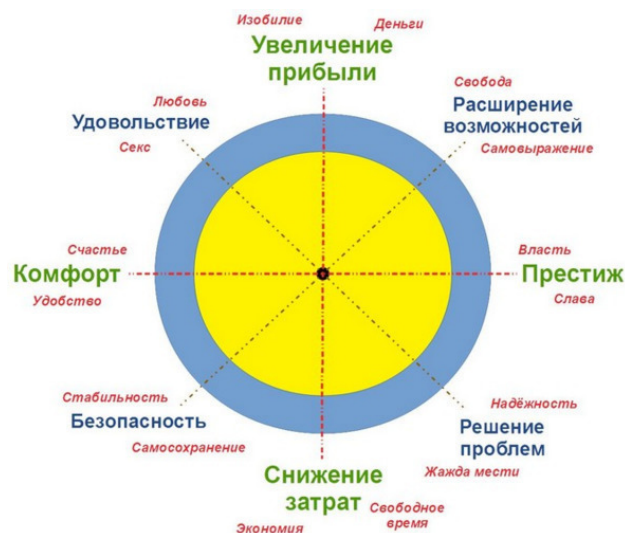 Изобилие
Деньги
Увеличение
прибыли
Свобода
Расширение
возможностей
Самовыражение
Любовь
Удовольствие
Секс
Счастье
Комфорт
Удобство
Власть
Престиж
Слава
Стабильность
Безопасность
Самосохранение
Надёжность
Решение
проблем
Жажда мести
Снижение
затрат
Экономия
Свободное
время